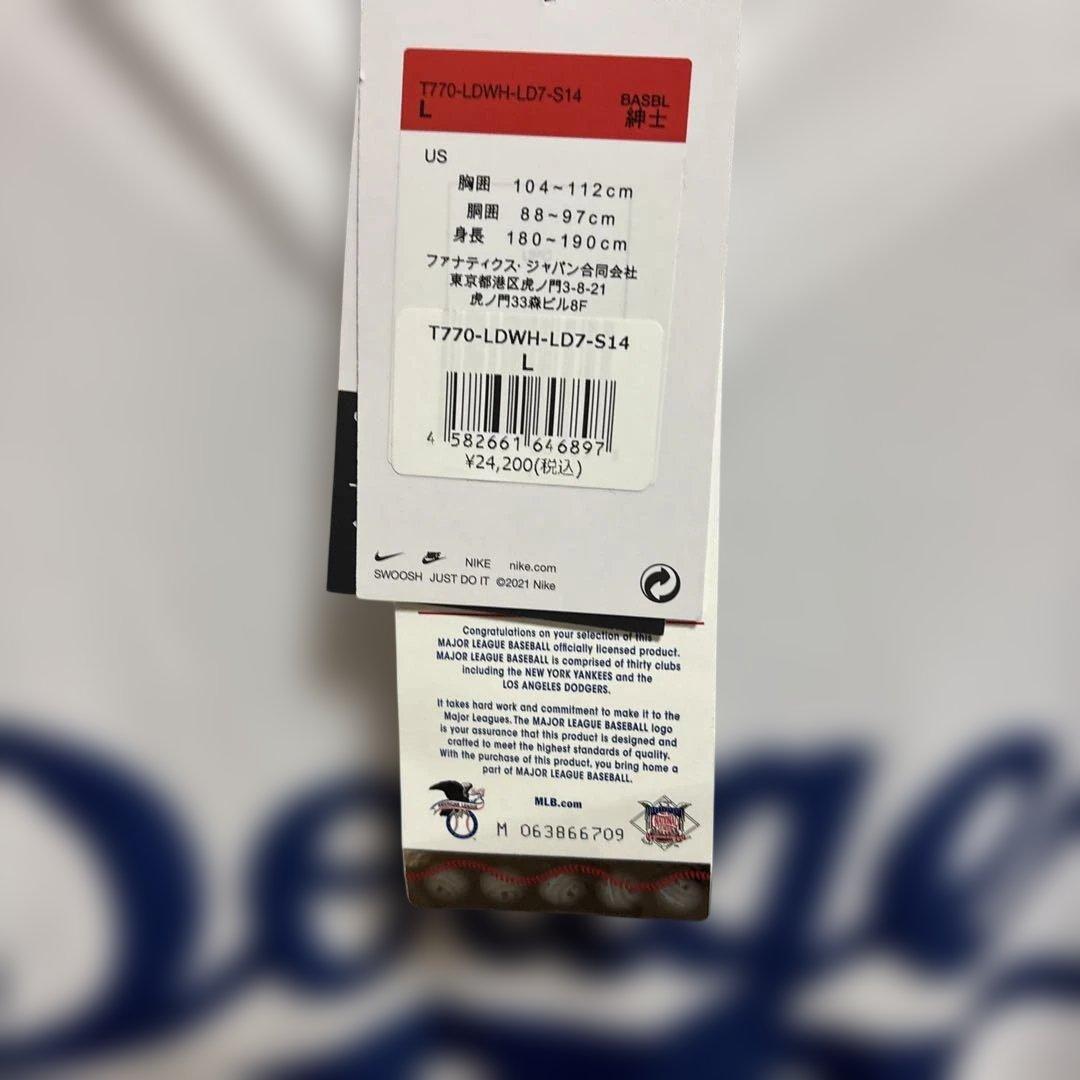 T770-LDWH-LD7-S14
BASBL
L
紳士
US
胸囲 104~112cm
胴囲 88~97cm
身長 180~190cm
ファナティクス・ジャパン合同会社
東京都港区虎ノ門3-8-21
虎ノ門33森ビル8F
T770-LDWH-LD7-S14
L
4 582661 646897
¥24,200(税込)
NIKE nike.com
SWOOSH JUST DO IT ©2021 Nike
Congratulations on your selection of this
MAJOR LEAGUE BASEBALL officially licensed product.
MAJOR LEAGUE BASEBALL is comprised of thirty clubs
including the NEW YORK YANKEES and the
LOS ANGELES DODGERS.
It takes hard work and commitment to make it to the
Major Leagues. The MAJOR LEAGUE BASEBALL logo
is your assurance that this product is designed and
crafted to meet the highest standards of quality.
With the purchase of this product, you bring home a
part of MAJOR LEAGUE BASEBALL.
MLB.com
M 063866709